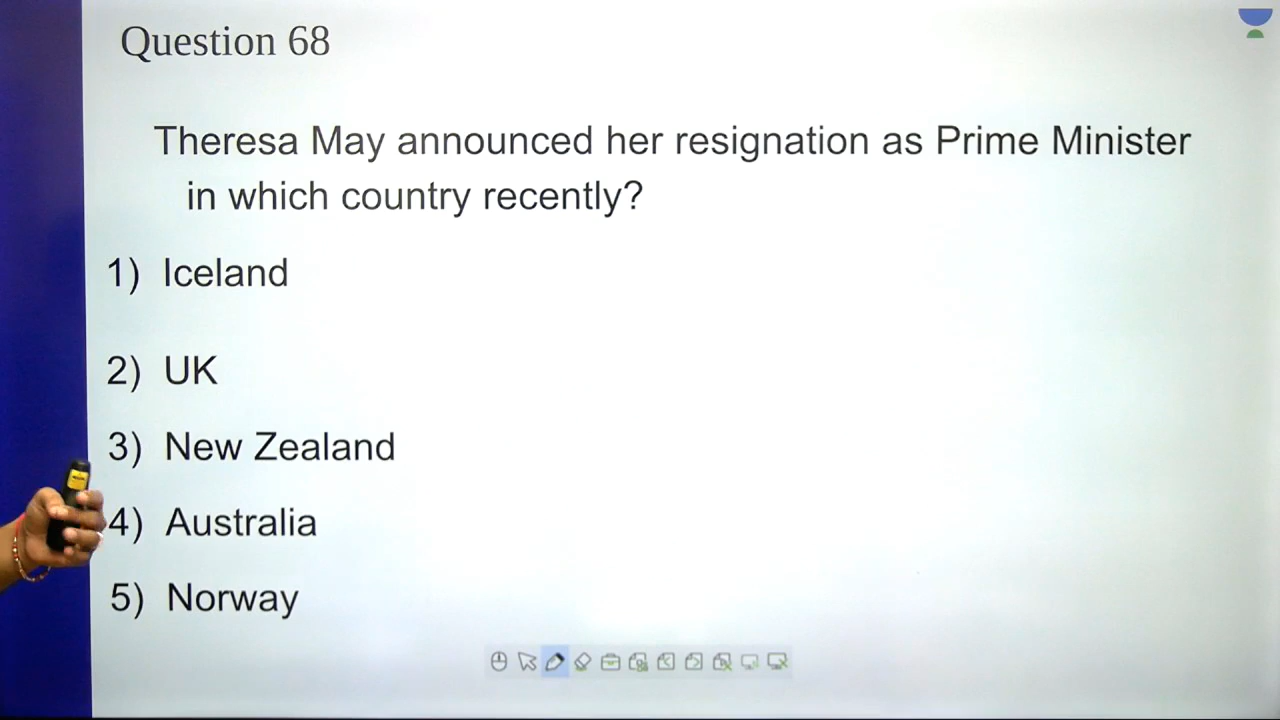 Question 68
Theresa May announced her resignation as Prime Minister
in which country recently?
1) Iceland
2) UK
3) New Zealand
4) Australia
5) Norway